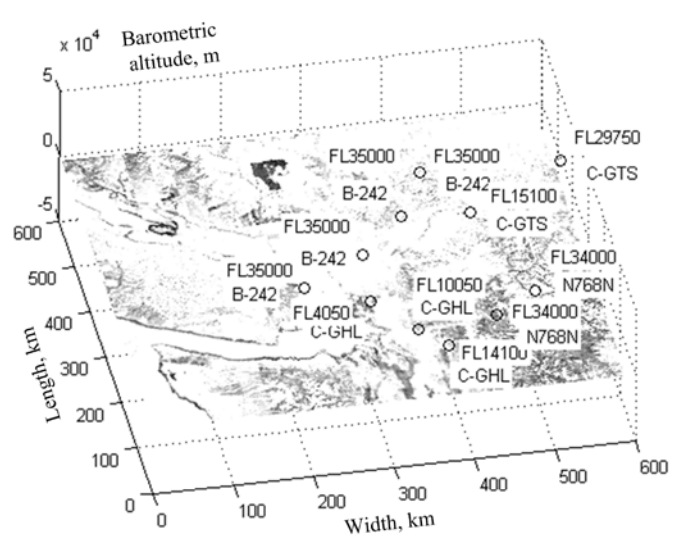 x 10⁴
Barometric
altitude, m
5
0
-5
FL29750
C-GTS
FL35000
B-242
FL35000
B-242
FL15100
C-GTS
FL35000
B-242
FL35000
B-242
FL34000
N768N
FL10050
C-GHL
FL4050
C-GHL
FL34000
N768N
FL14100
C-GHL
600
500
400
300
200
100
0
Length, km
0
100
200
300
400
500
600
Width, km